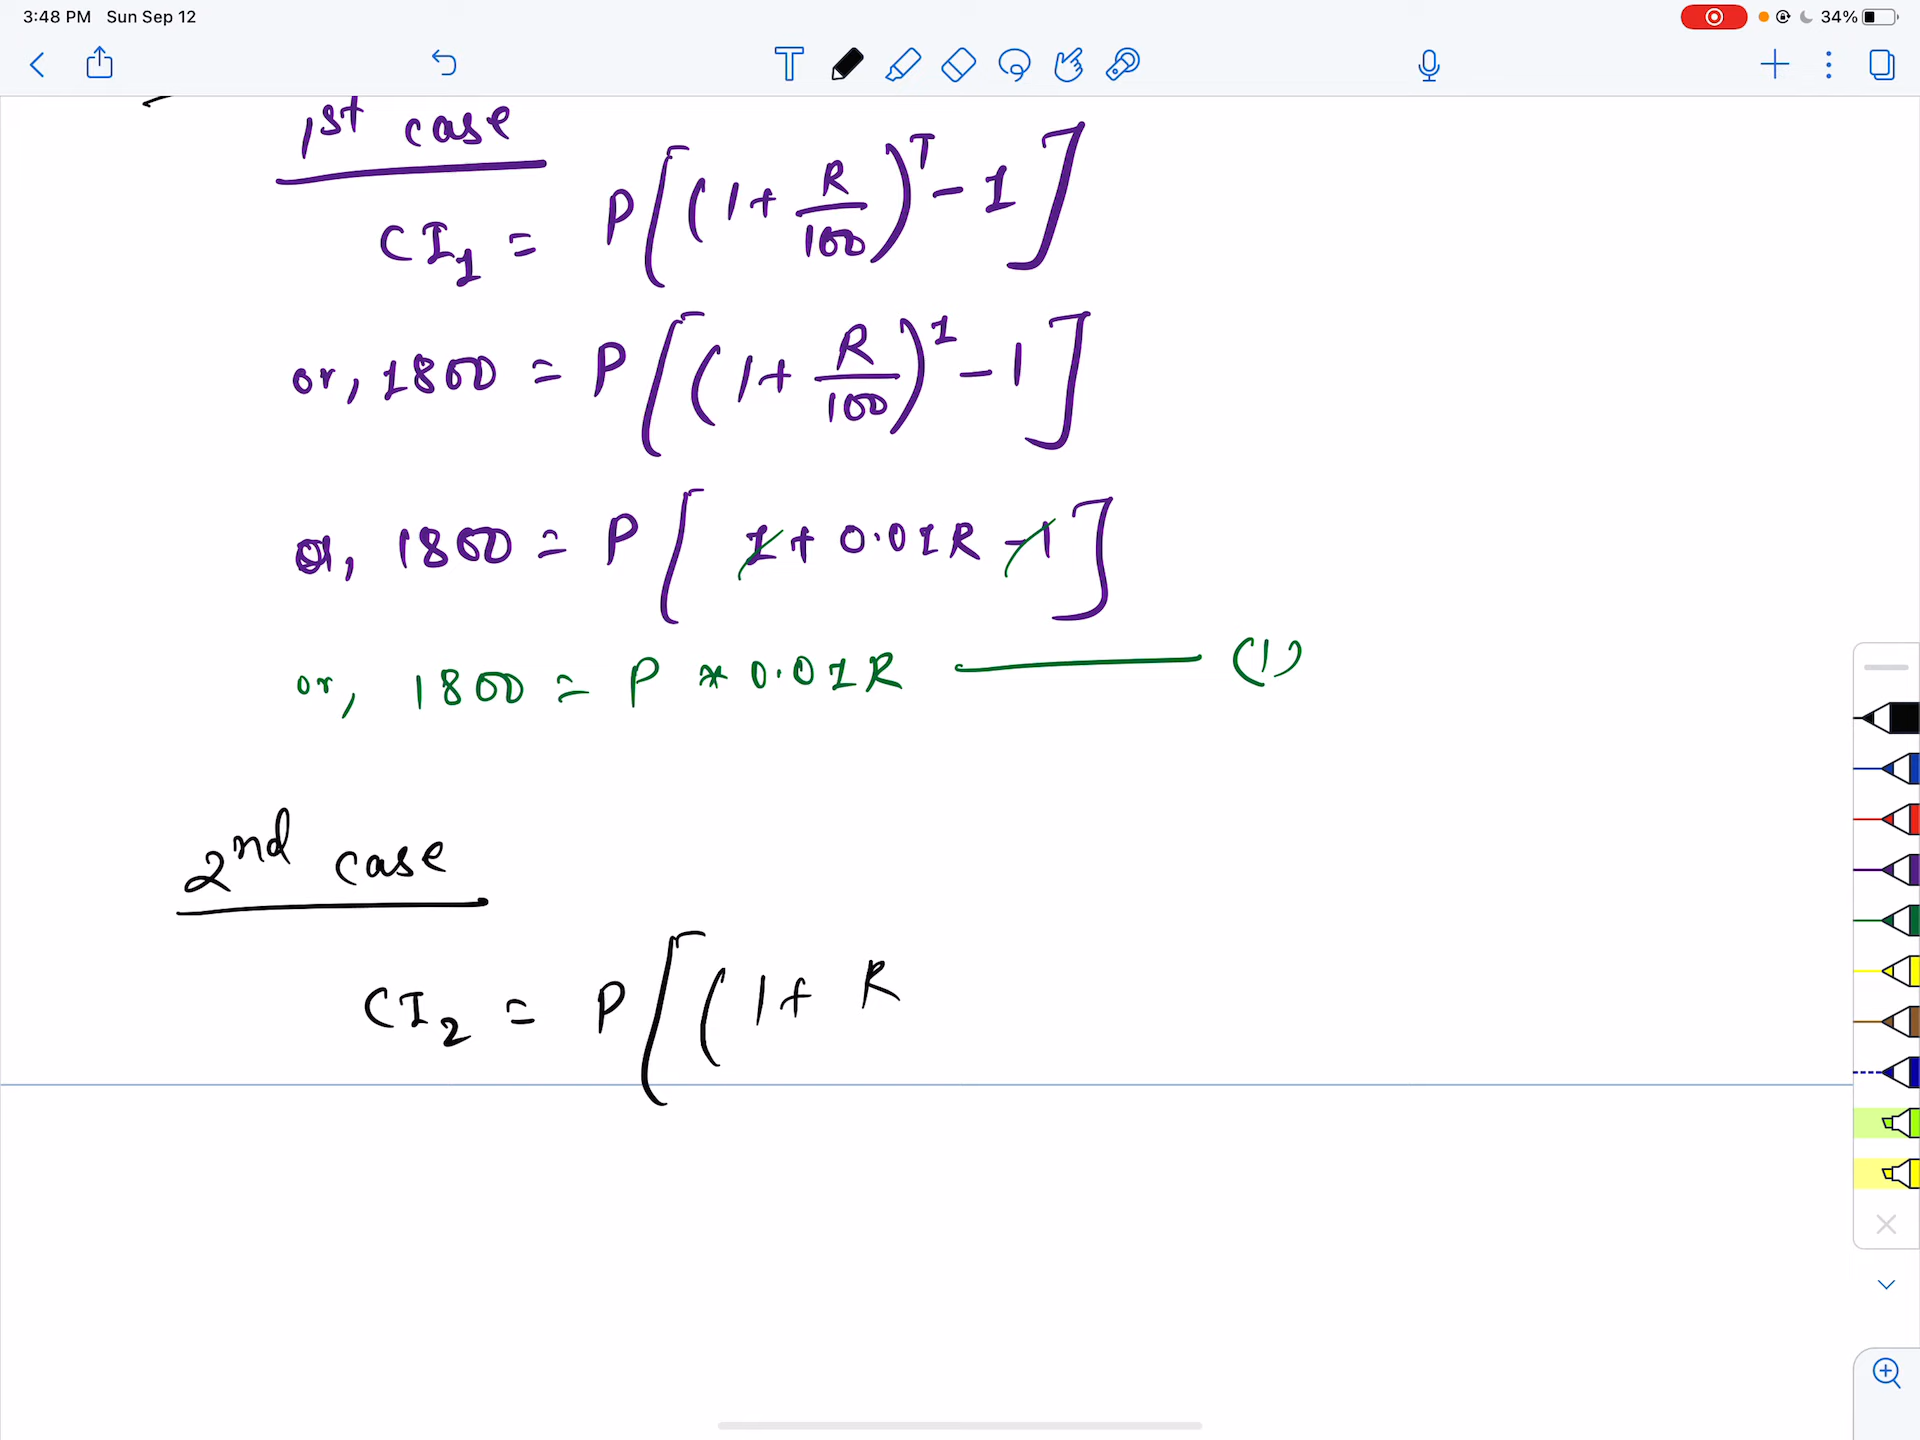 3:48 PM Sun Sep 12 34%
1st case
CI₁ = P[(1+R/100)^T - 1]
or, 1800 = P[(1+R/100)^1 - 1]
or, 1800 = P[1 + 0.01R - 1]
or, 1800 = P * 0.01R (1)
2nd case
CI₂ = P[(1+ R